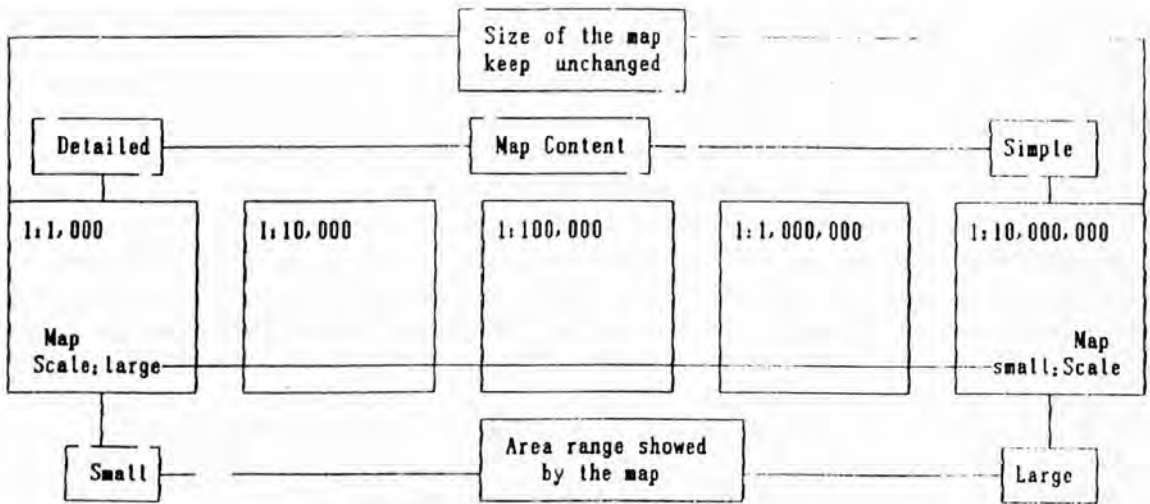 Size of the map
keep unchanged
Detailed
Map Content
Simple
1:1,000
1:10,000
1:100,000
1:1,000,000
1:10,000,000
Map
Scale;large
Map
small;Scale
Small
Area range showed
by the map
Large